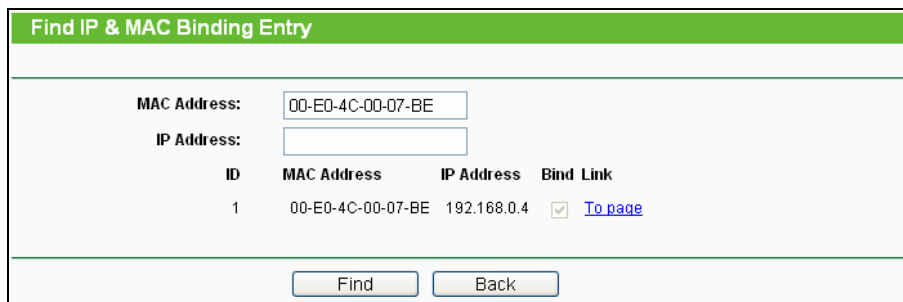 Find IP & MAC Binding Entry
MAC Address: 00-E0-4C-00-07-BE
IP Address:
ID MAC Address IP Address Bind Link
1 00-E0-4C-00-07-BE 192.168.0.4 To page
Find Back